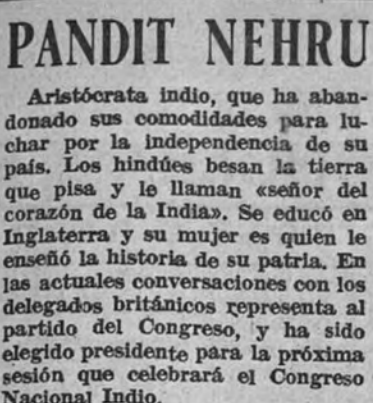 PANDIT NEHRU
Aristócrata indio, que ha aban-
donado sus comodidades para lu-
char por la independencia de su
país. Los hindúes besan la tierra
que pisa y le llaman «señor del
corazón de la India». Se educó en
Inglaterra y su mujer es quien le
enseñó la historia de su patria. En
las actuales conversaciones con los
delegados británicos representa al
partido del Congreso, y ha sido
elegido presidente para la próxima
sesión que celebrará el Congreso
Nacional Indio.